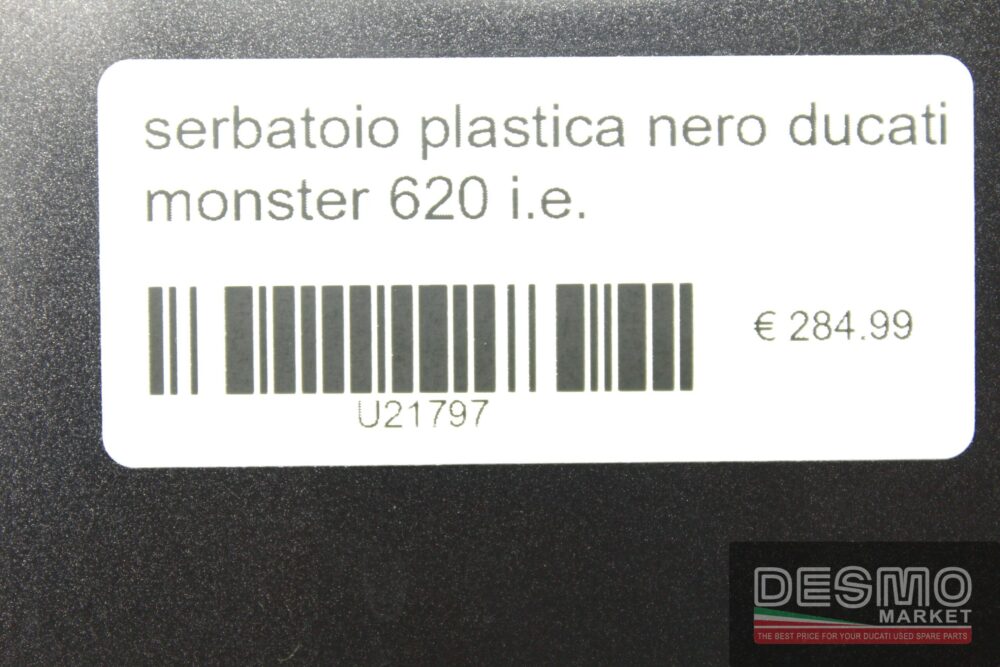 serbatoio plastica nero ducati
monster 620 i.e.
€ 284.99
U21797
DESMO
MARKET
THE BEST PRICE FOR YOUR DUCATI USED SPARE PARTS